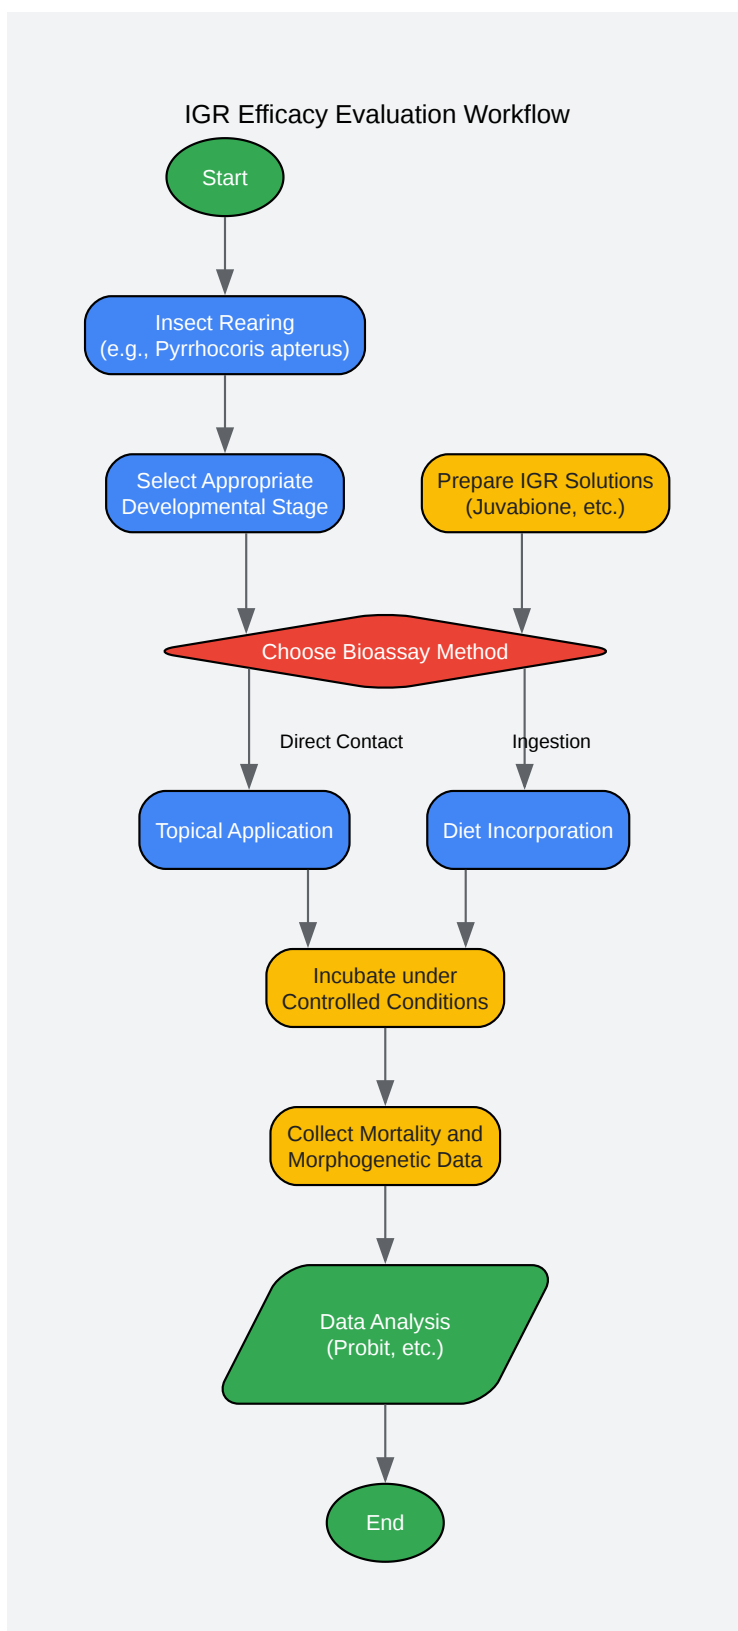 IGR Efficacy Evaluation Workflow
Start
Insect Rearing
(e.g., Pyrrhocoris apterus)
Select Appropriate
Developmental Stage
Prepare IGR Solutions
(Juvabione, etc.)
Choose Bioassay Method
Direct Contact
Ingestion
Topical Application
Diet Incorporation
Incubate under
Controlled Conditions
Collect Mortality and
Morphogenetic Data
Data Analysis
(Probit, etc.)
End